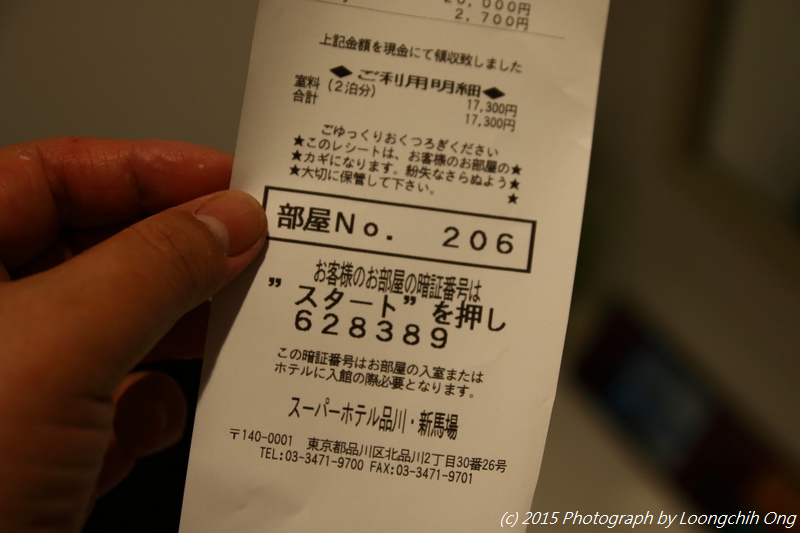 20,000円
2,700円
上記金額を現金にて領収致しました
◆ご利用明細◆
室料(2泊分) 17,300円
合計 17,300円
ごゆっくりおくつろぎください
★このレシートは、お客様のお部屋の★
★カギになります。紛失なさらぬよう★
★大切に保管して下さい。 ★
部屋No. 206
お客様のお部屋の暗証番号は
”スタート”を押し
628389
この暗証番号はお部屋の入室または
ホテルに入館の際必要となります。
スーパーホテル品川・新馬場
〒140-0001 東京都品川区北品川2丁目30番26号
TEL:03-3471-9700 FAX:03-3471-9701
(c) 2015 Photograph by Loongchih Ong